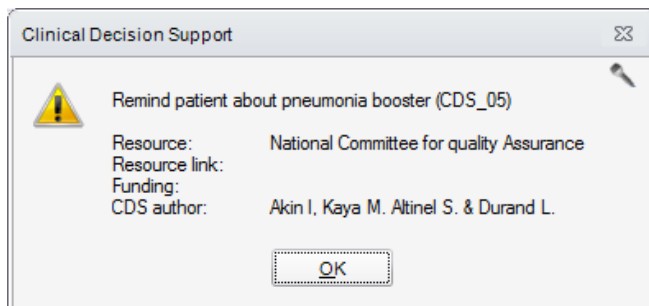 Clinical Decision Support
Remind patient about pneumonia booster (CDS_05)
Resource: National Committee for quality Assurance
Resource link:
Funding:
CDS author: Akin I, Kaya M. Altinel S. & Durand L.
OK